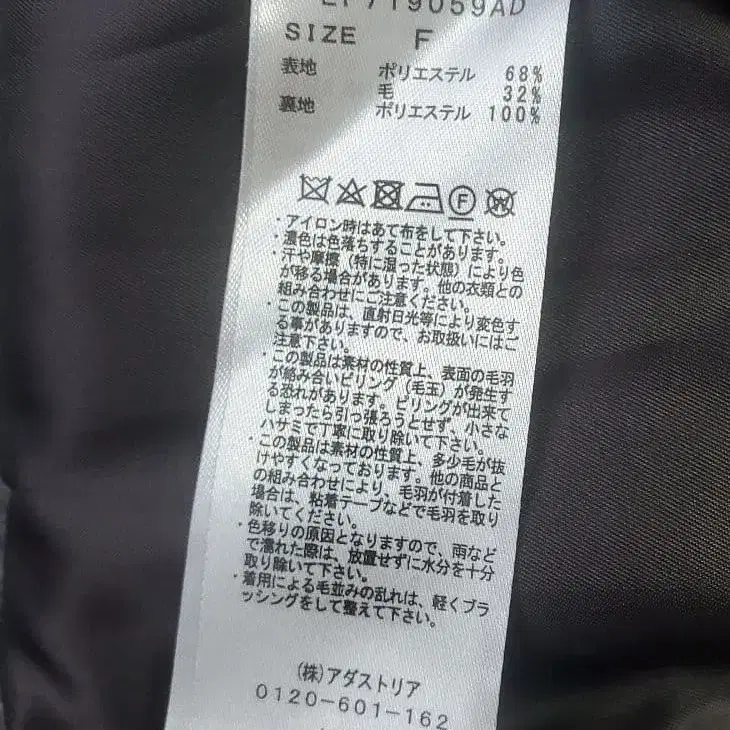 719059AD
SIZE F
表地 ポリエステル 68%
毛 32%
裏地 ポリエステル 100%
F W
・アイロン時はあて布をして下さい。
・濃色は色落ちすることがあります。
・汗や摩擦（特に湿った状態）により色
が移る場合があります。他の衣類との
組み合わせにご注意ください。
・この製品は、直射日光等により変色す
る事がありますので、お取扱いにはご
注意下さい。
・この製品は素材の性質上、表面の毛羽
が絡み合いピリング（毛玉）が発生す
る恐れがあります。ピリングが出来て
しまったら引っ張ろうとせず、小さな
ハサミで丁寧に取り除いて下さい。
・この製品は素材の性質上、多少毛が抜
けやすくなっております。他の商品と
の組み合わせにより、毛羽が付着した
場合は、粘着テープなどで毛羽を取り
除いてください。
・色移りの原因となりますので、雨など
で濡れた際は、放置せずに水分を十分
取り除いて下さい。
・着用による毛並みの乱れは、軽くブラ
ッシングをして整えて下さい。
(株)アダストリア
0120-601-162